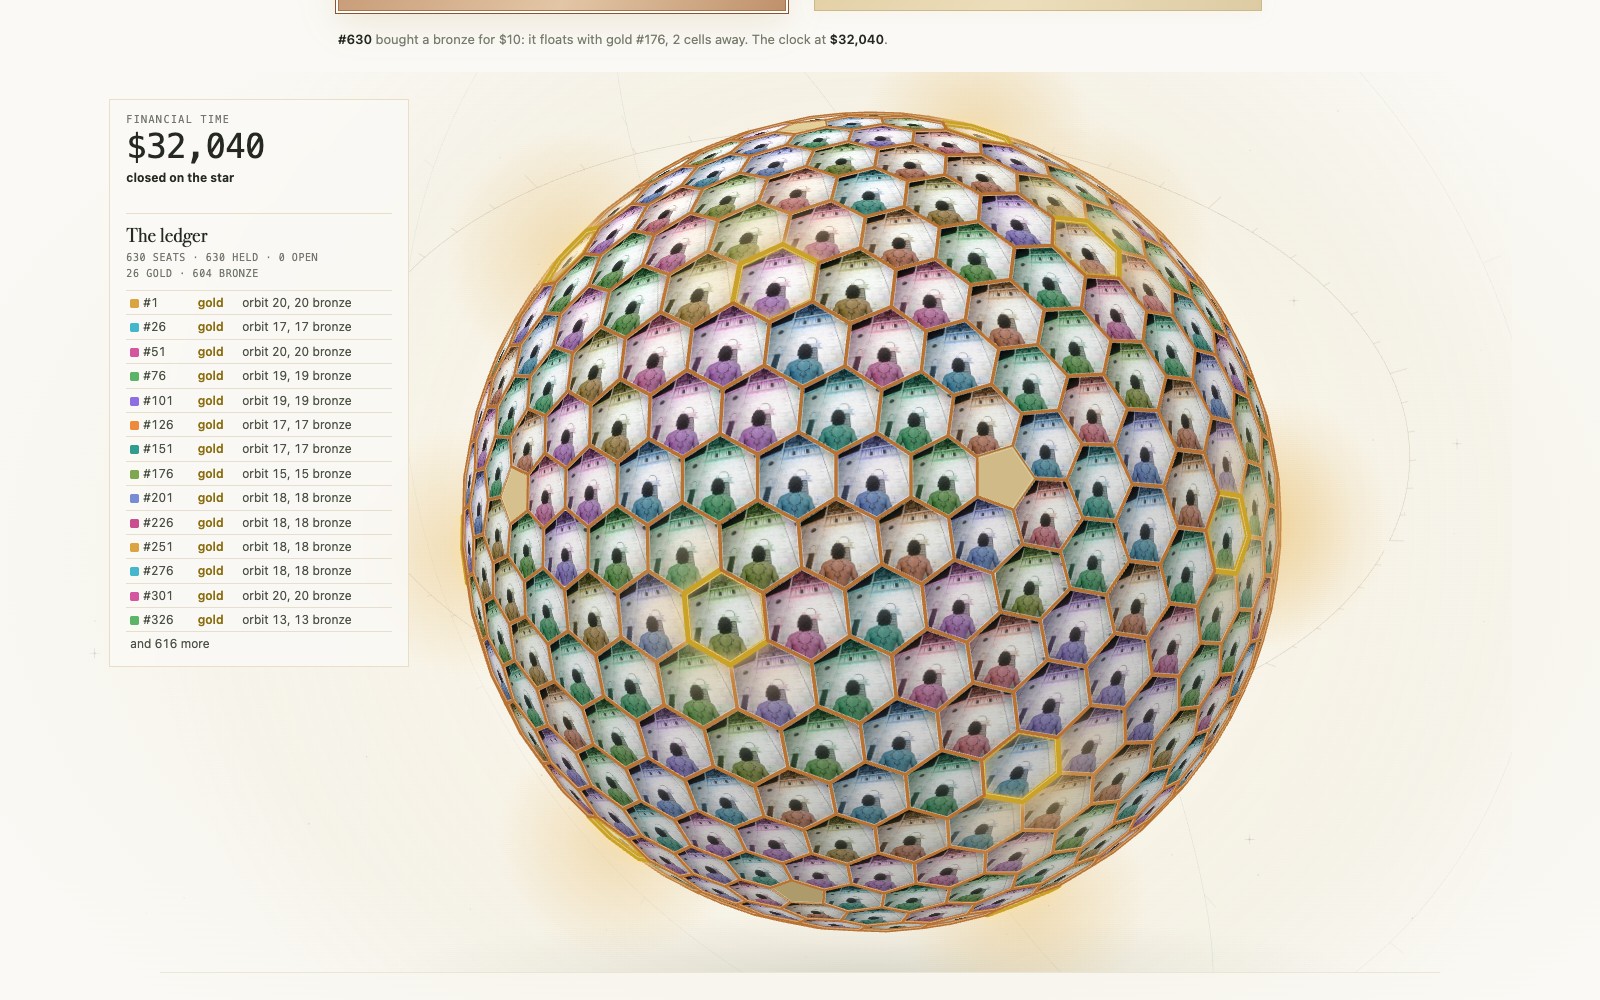 #630 bought a bronze for $10: it floats with gold #176, 2 cells away. The clock at $32,040.
FINANCIAL TIME
$32,040
closed on the star
The ledger
630 SEATS · 630 HELD · 0 OPEN
26 GOLD · 604 BRONZE
#1 gold orbit 20, 20 bronze
#26 gold orbit 17, 17 bronze
#51 gold orbit 20, 20 bronze
#76 gold orbit 19, 19 bronze
#101 gold orbit 19, 19 bronze
#126 gold orbit 17, 17 bronze
#151 gold orbit 17, 17 bronze
#176 gold orbit 15, 15 bronze
#201 gold orbit 18, 18 bronze
#226 gold orbit 18, 18 bronze
#251 gold orbit 18, 18 bronze
#276 gold orbit 18, 18 bronze
#301 gold orbit 20, 20 bronze
#326 gold orbit 13, 13 bronze
and 616 more